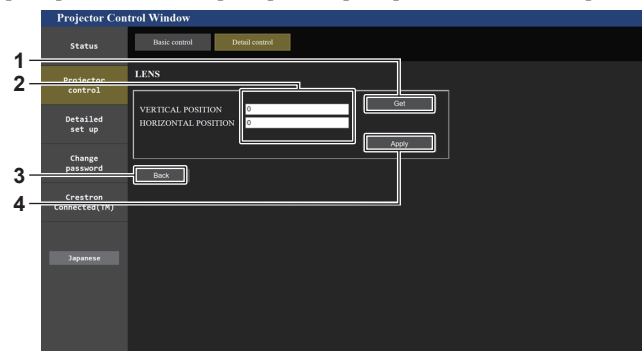 Projector Control Window
Status
Basic control
Detail control
1
2
Projector
control
LENS
VERTICAL POSITION
0
Get
HORIZONTAL POSITION
0
Detailed
set up
Apply
Change
password
3
Back
4
Crestron
Connected(TM)
Japanese